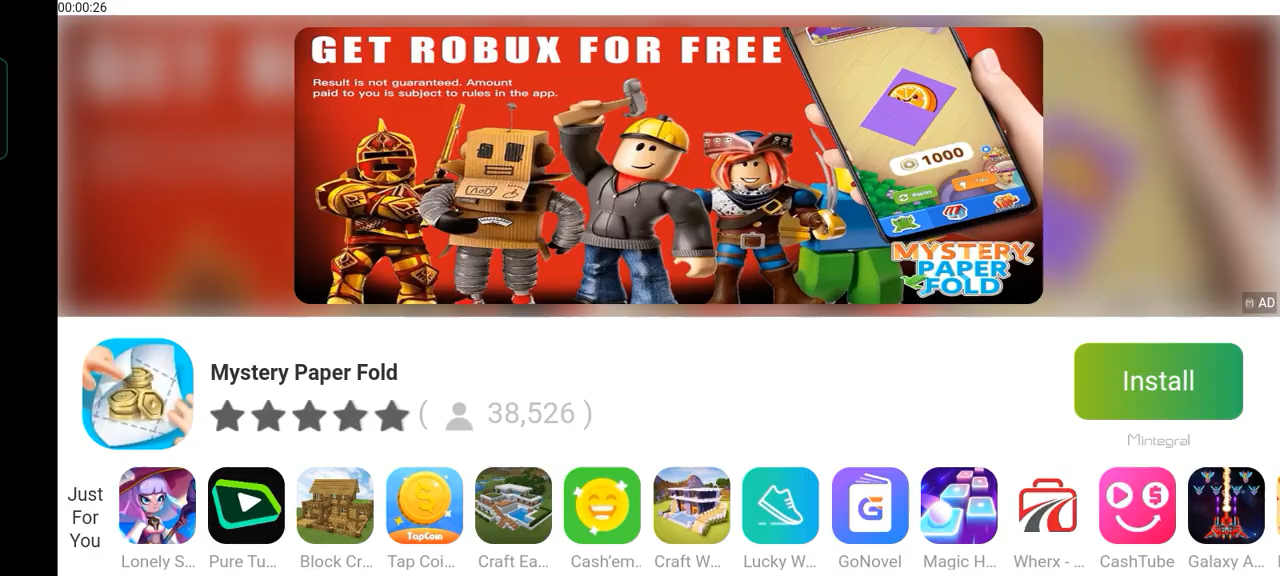 00:00:26
GET ROBUX FOR FREE
Result is not guaranteed. Amount
paid to you is subject to rules in the app.
1000
MYSTERY
PAPER
FOLD
AD
Mystery Paper Fold
( 38,526 )
Install
Mintegral
Just
For
You
TapCoin
Lonely S... Pure Tu... Block Cr... Tap Coi... Craft Ea... Cash'em.. Craft W... Lucky W... GoNovel Magic H... Wherx - ... CashTube Galaxy A...